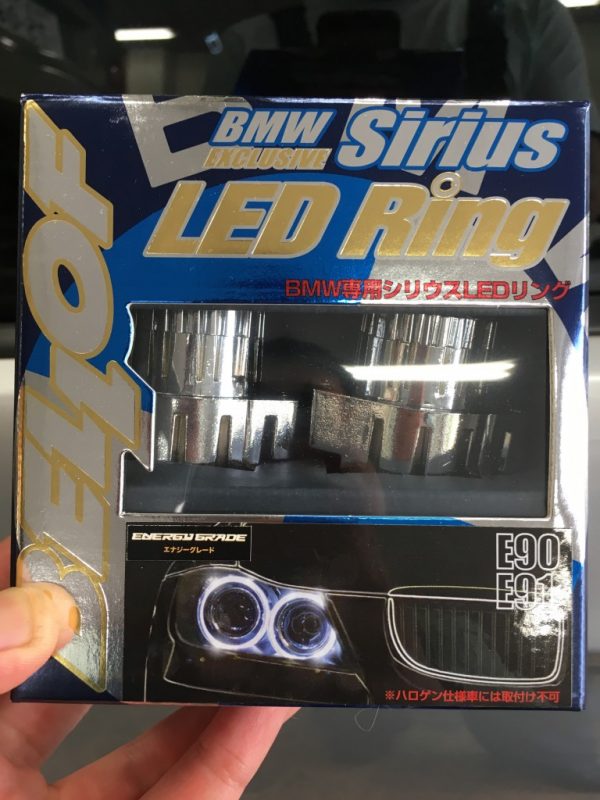 BMW
EXCLUSIVE
Sirius
LED Ring
BMW専用シリウスLEDリング
BELLOF
ENERGY GRADE
エナジーグレード
E90
E91
※ハロゲン仕様車には取付け不可